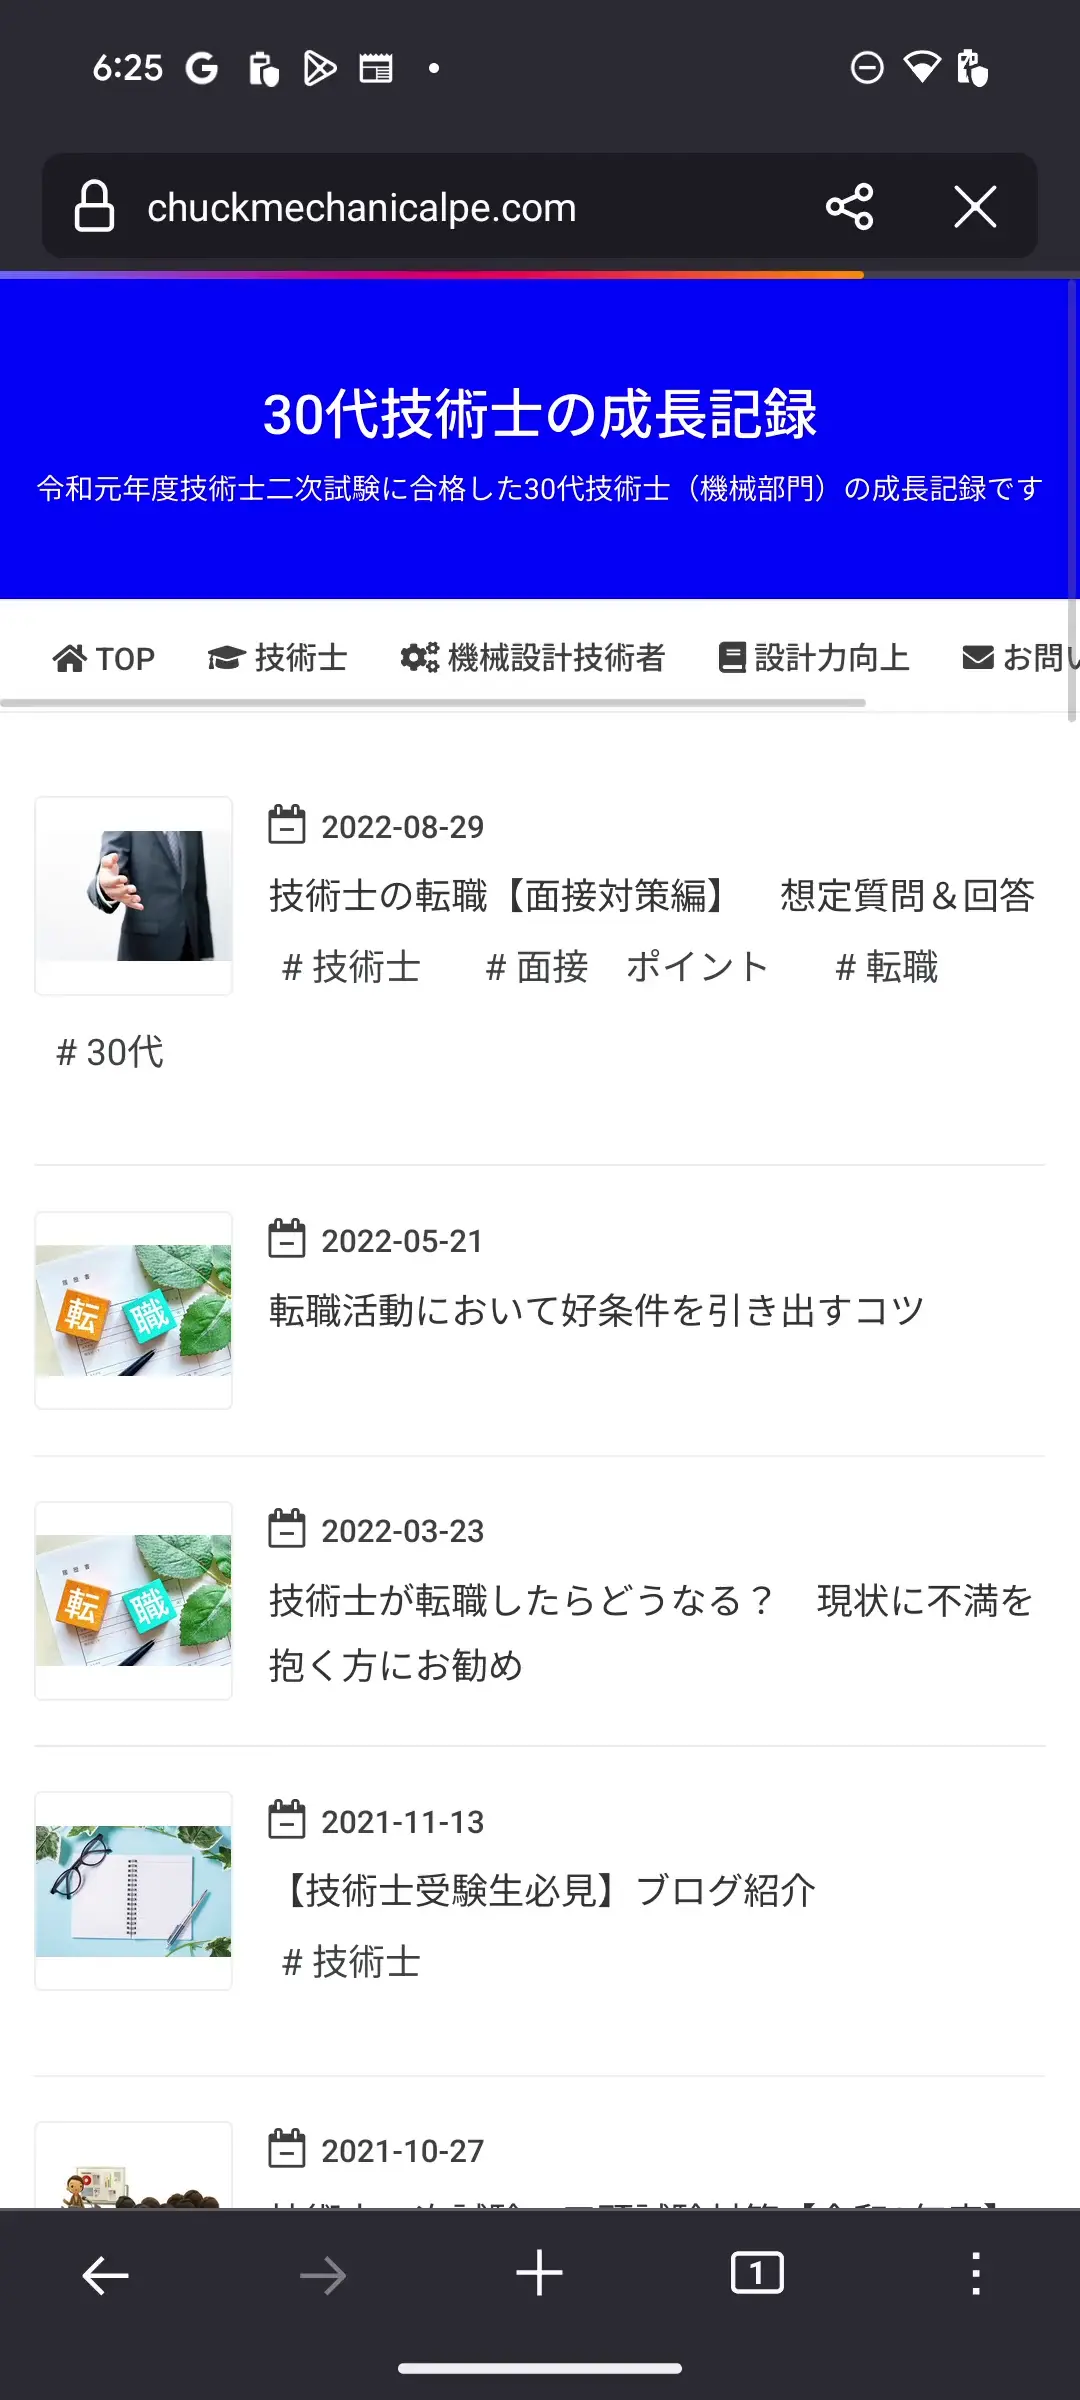 6:25
chuckmechanicalpe.com
30代技術士の成長記録
令和元年度技術士二次試験に合格した30代技術士（機械部門）の成長記録です
TOP 技術士 機械設計技術者 設計力向上 お問い
2022-08-29
技術士の転職【面接対策編】　想定質問＆回答
# 技術士 # 面接　ポイント # 転職
# 30代
2022-05-21
転職活動において好条件を引き出すコツ
転 職
2022-03-23
技術士が転職したらどうなる？　現状に不満を
抱く方にお勧め
転 職
2021-11-13
【技術士受験生必見】ブログ紹介
# 技術士
2021-10-27
1